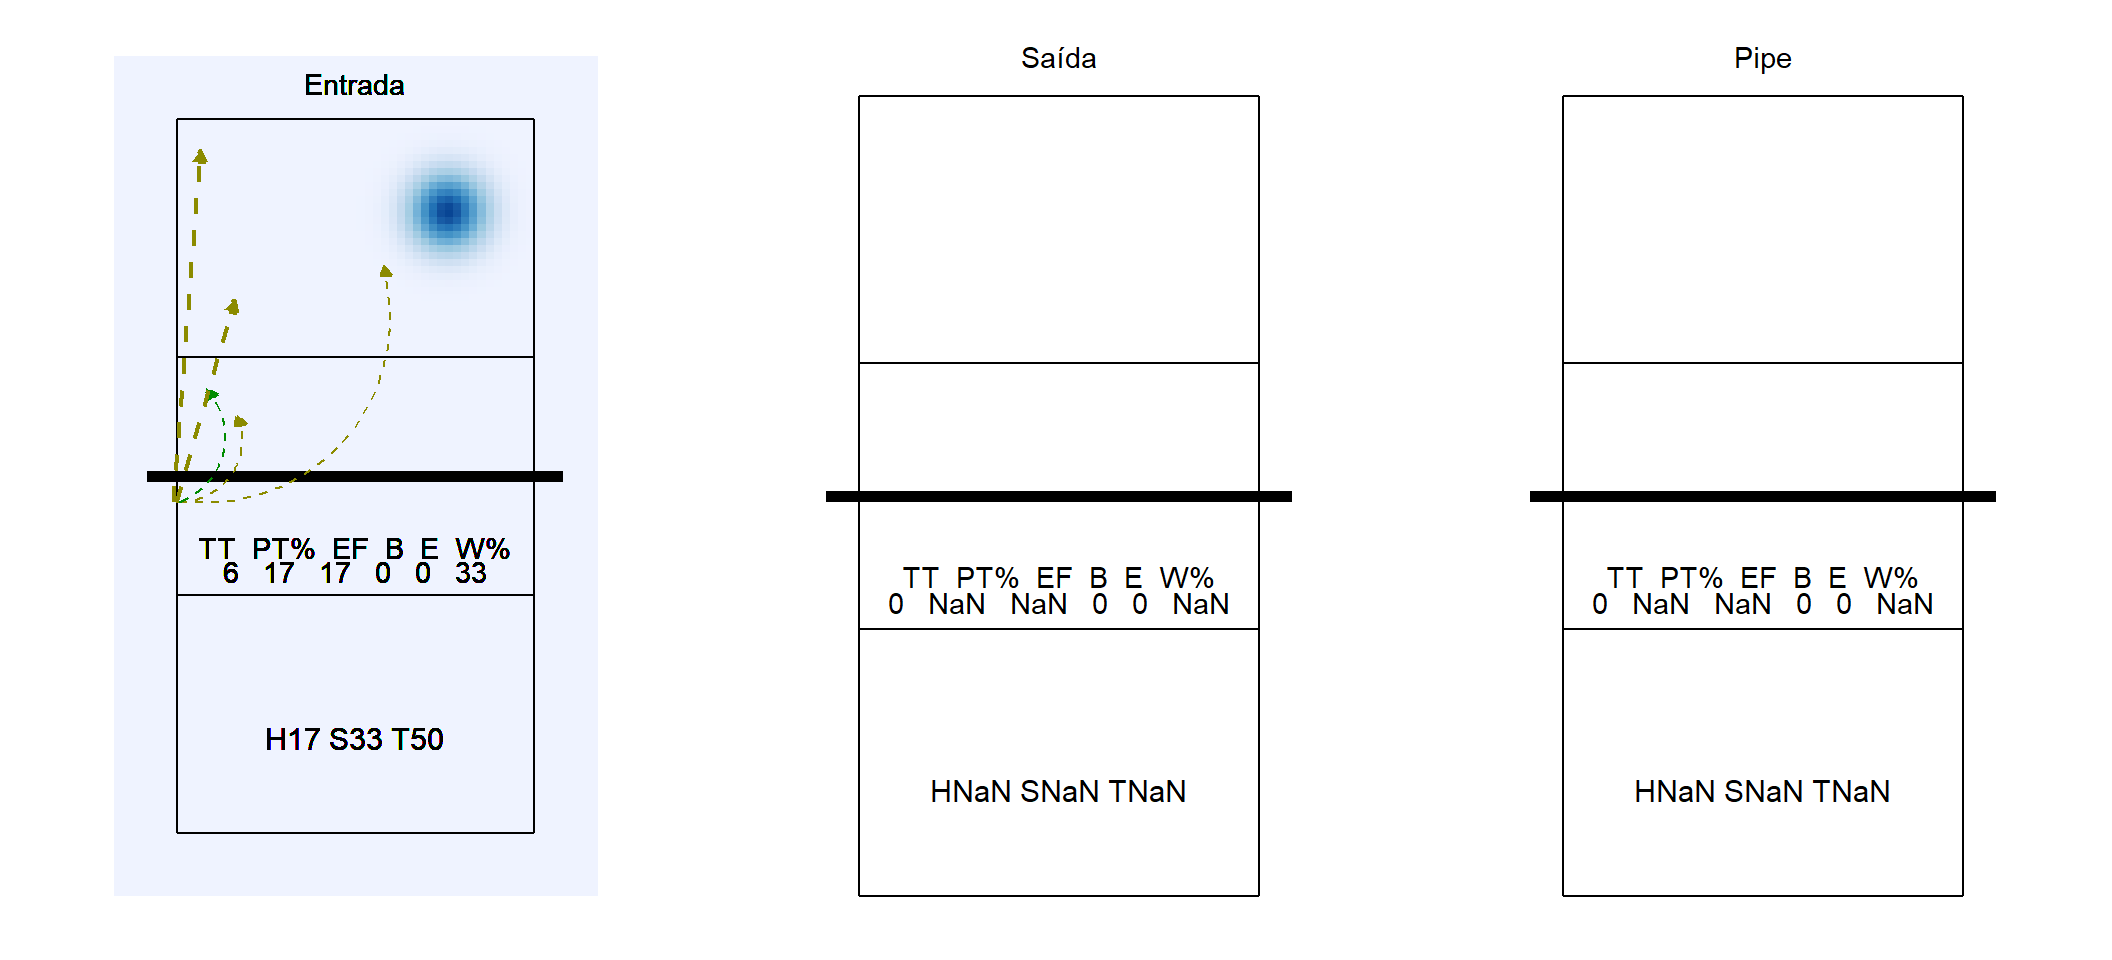 Entrada
TT PT% EF B E W%
6 17 17 0 0 33
H17 S33 T50
Saída
TT PT% EF B E W%
0 NaN NaN 0 0 NaN
HNaN SNaN TNaN
Pipe
TT PT% EF B E W%
0 NaN NaN 0 0 NaN
HNaN SNaN TNaN